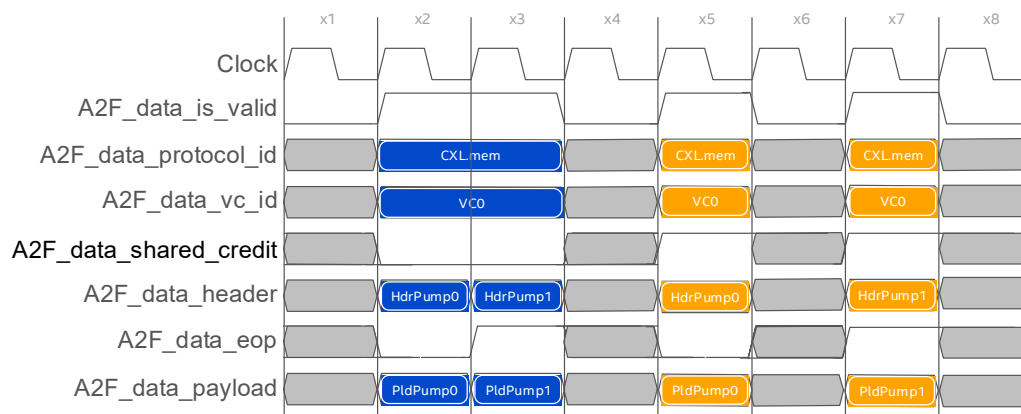 x1 x2 x3 x4 x5 x6 x7 x8
Clock
A2F_data_is_valid
A2F_data_protocol_id CXL.mem CXL.mem CXL.mem
A2F_data_vc_id VC0 VC0 VC0
A2F_data_shared_credit
A2F_data_header HdrPump0 HdrPump1 HdrPump0 HdrPump1
A2F_data_eop
A2F_data_payload PldPump0 PldPump1 PldPump0 PldPump1